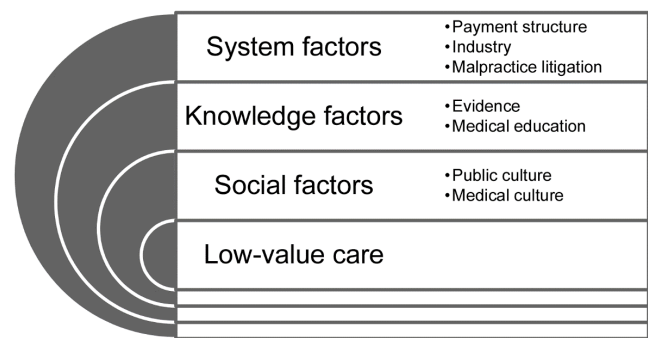 System factors
•Payment structure
•Industry
•Malpractice litigation
Knowledge factors
•Evidence
•Medical education
Social factors
•Public culture
•Medical culture
Low-value care